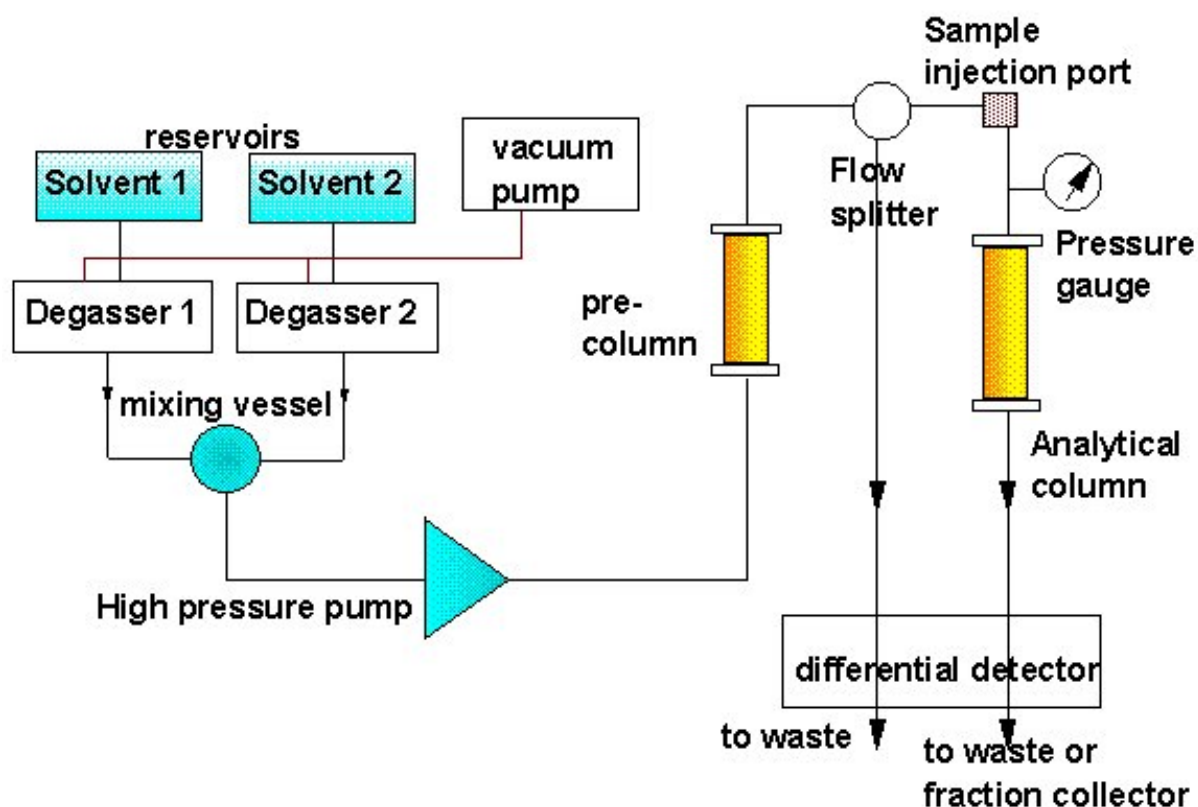 Sample
injection port
reservoirs
Solvent 1
Solvent 2
vacuum
pump
Flow
splitter
Pressure
gauge
Degasser 1
Degasser 2
pre-
column
mixing vessel
Analytical
column
High pressure pump
differential detector
to waste
to waste or
fraction collector